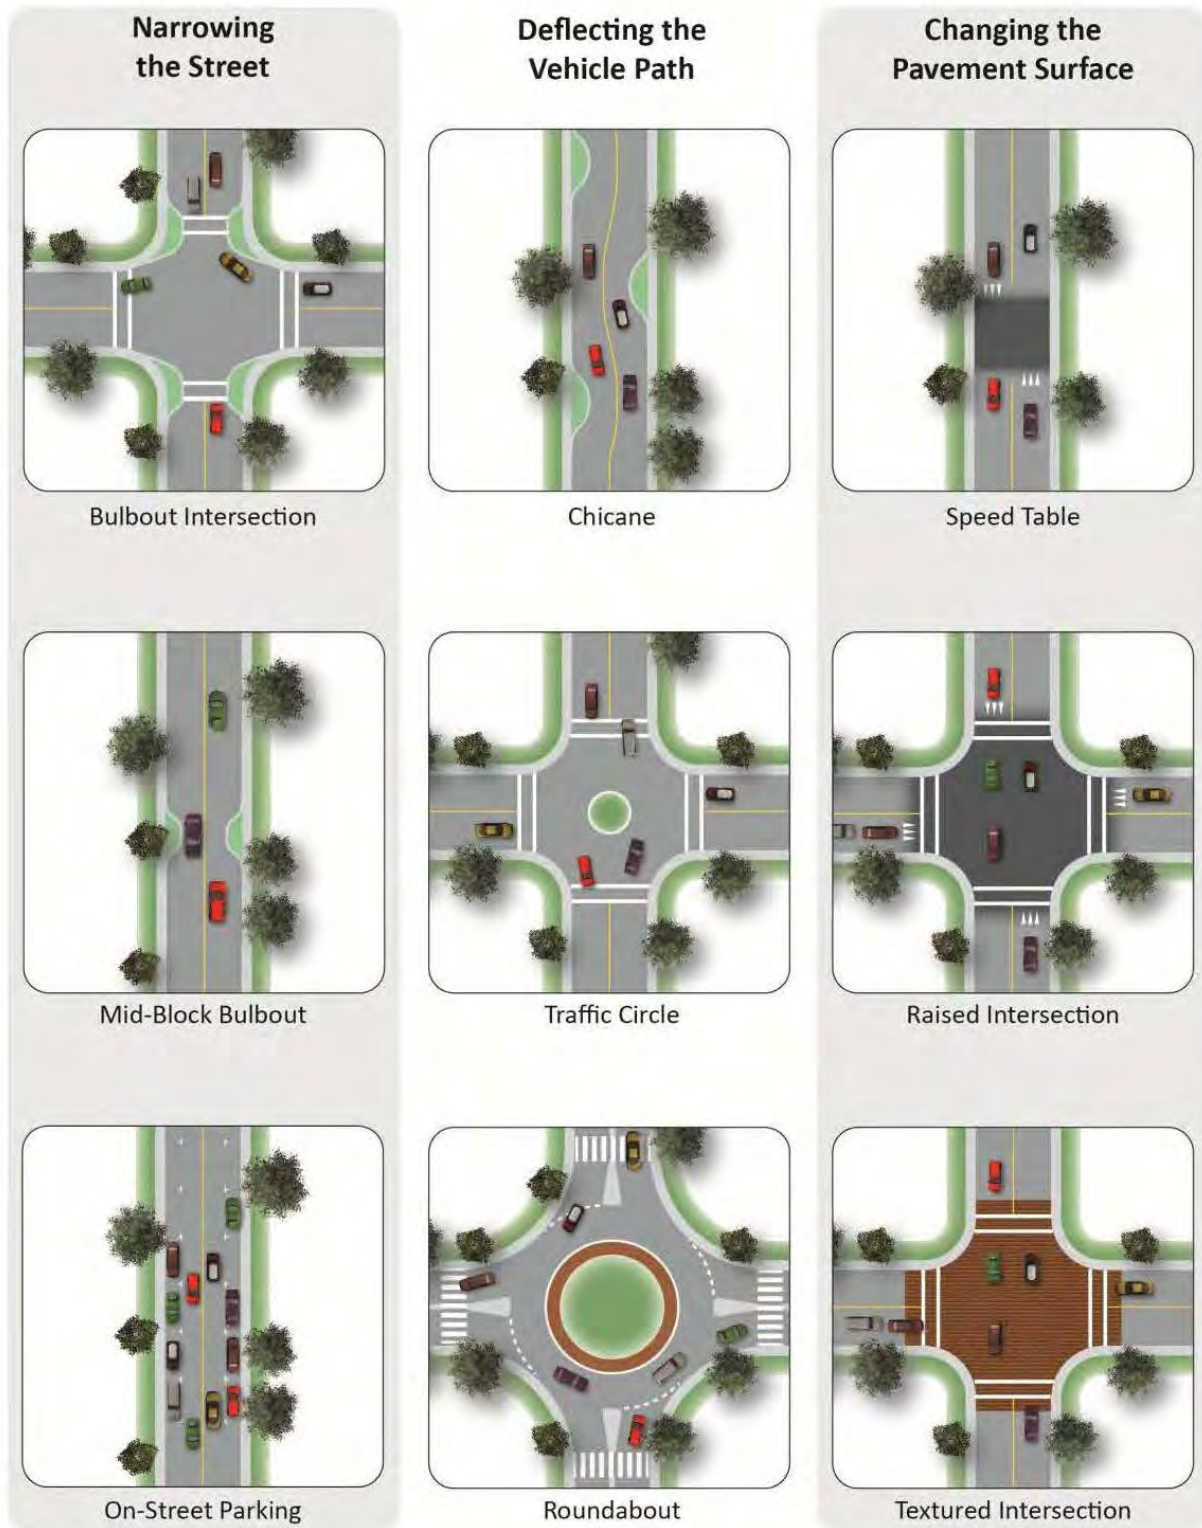 Narrowing
the Street
Deflecting the
Vehicle Path
Changing the
Pavement Surface
Bulbout Intersection
Chicane
Speed Table
Mid-Block Bulbout
Traffic Circle
Raised Intersection
On-Street Parking
Roundabout
Textured Intersection